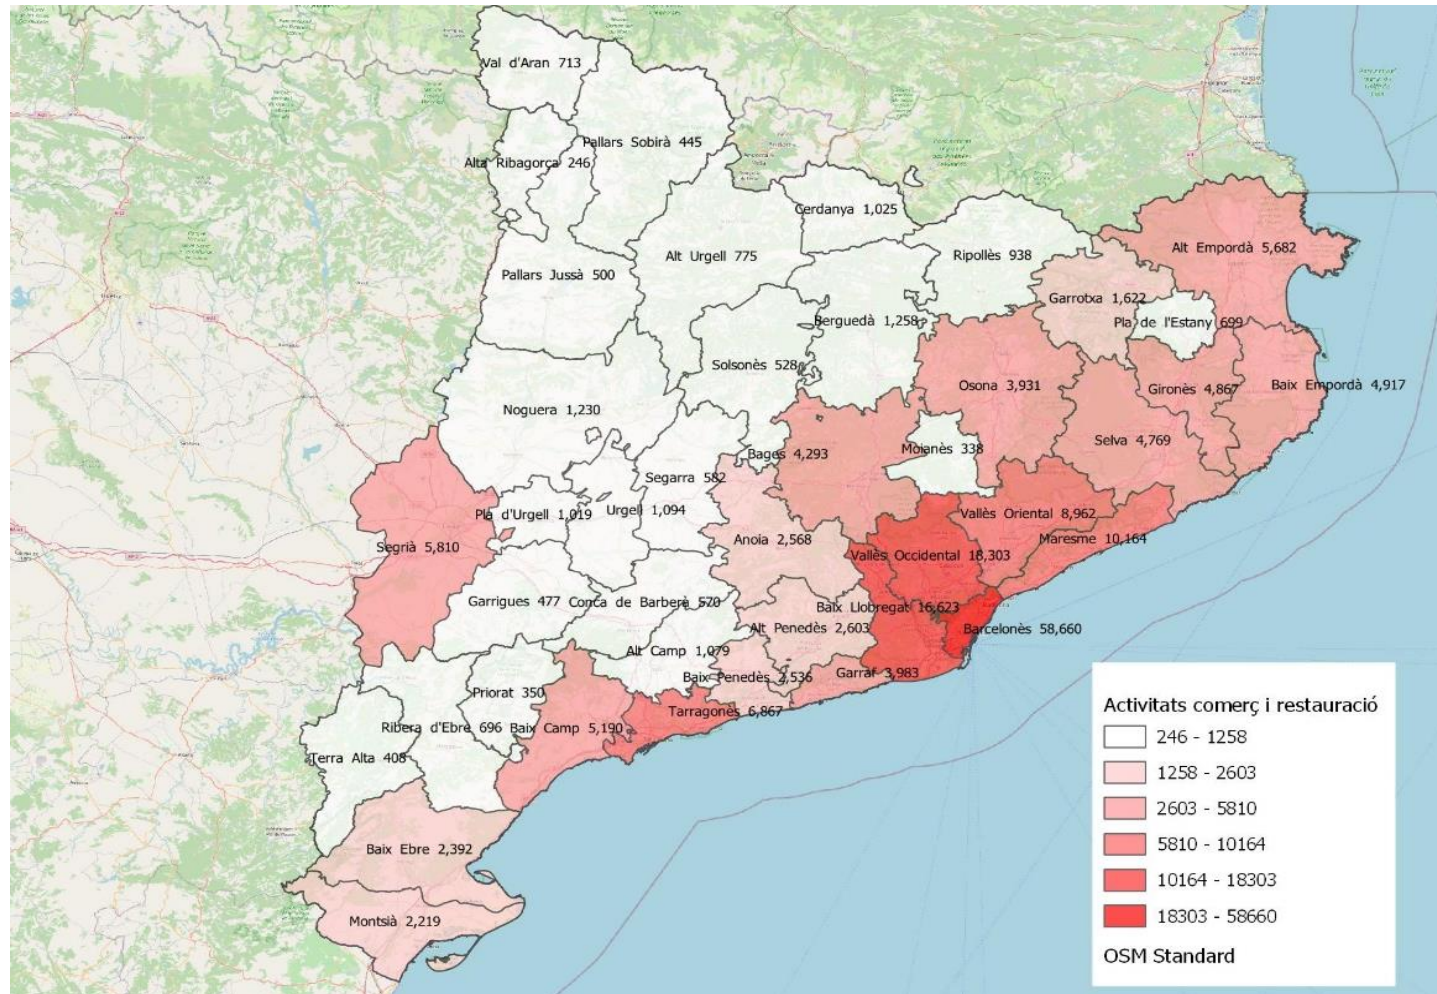 Val d'Aran 713
Pallars Sobirà 445
Alta Ribagorça 246
Cerdanya 1,025
Alt Urgell 775
Ripollès 938
Alt Empordà 5,682
Pallars Jussà 500
Garrotxa 1,622
Berguedà 1,258
Pla de l'Estany 699
Solsonès 528
Osona 3,931
Gironès 4,867
Baix Empordà 4,917
Noguera 1,230
Selva 4,769
Moianès 338
Bages 4,293
Segarra 582
Urgell 1,094
Pla d'Urgell 1,019
Vallès Oriental 8,962
Anoia 2,568
Maresme 10,164
Segrià 5,810
Vallès Occidental 18,303
Garrigues 477
Conca de Barberà 570
Baix Llobregat 16,623
Alt Penedès 2,603
Barcelonès 58,660
Alt Camp 1,079
Baix Penedès 2,536
Garraf 3,983
Priorat 350
Tarragonès 6,867
Ribera d'Ebre 696
Baix Camp 5,190
Terra Alta 408
Baix Ebre 2,392
Montsià 2,219
Activitats comerç i restauració
246 - 1258
1258 - 2603
2603 - 5810
5810 - 10164
10164 - 18303
18303 - 58660
OSM Standard